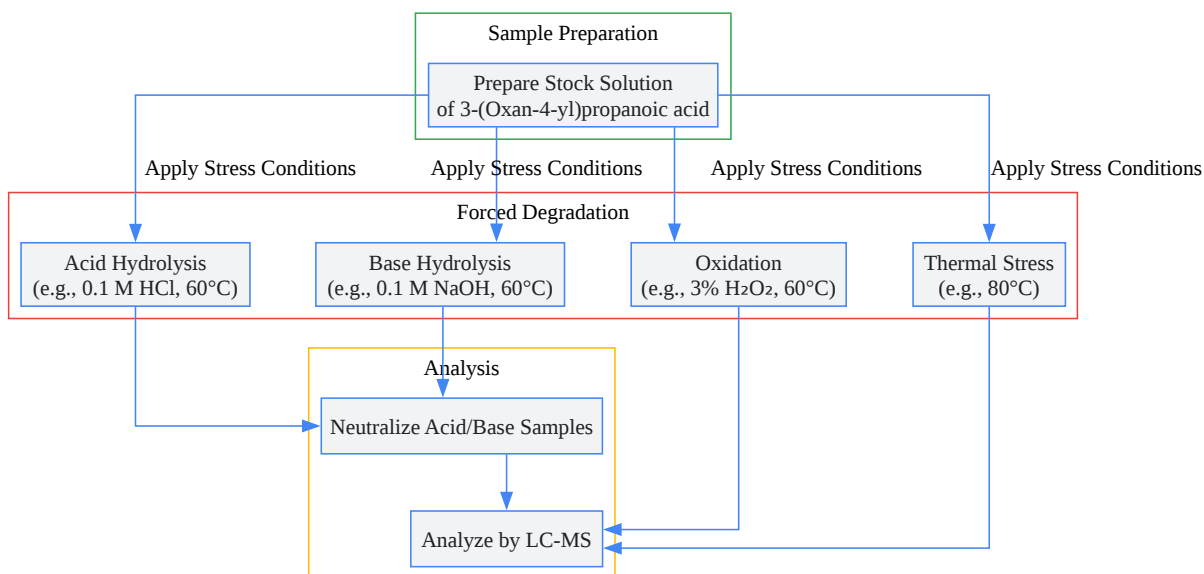 Sample Preparation
Prepare Stock Solution
of 3-(Oxan-4-yl)propanoic acid
Apply Stress Conditions
Apply Stress Conditions
Apply Stress Conditions
Apply Stress Conditions
Forced Degradation
Acid Hydrolysis
(e.g., 0.1 M HCl, 60°C)
Base Hydrolysis
(e.g., 0.1 M NaOH, 60°C)
Oxidation
(e.g., 3% H₂O₂, 60°C)
Thermal Stress
(e.g., 80°C)
Analysis
Neutralize Acid/Base Samples
Analyze by LC-MS